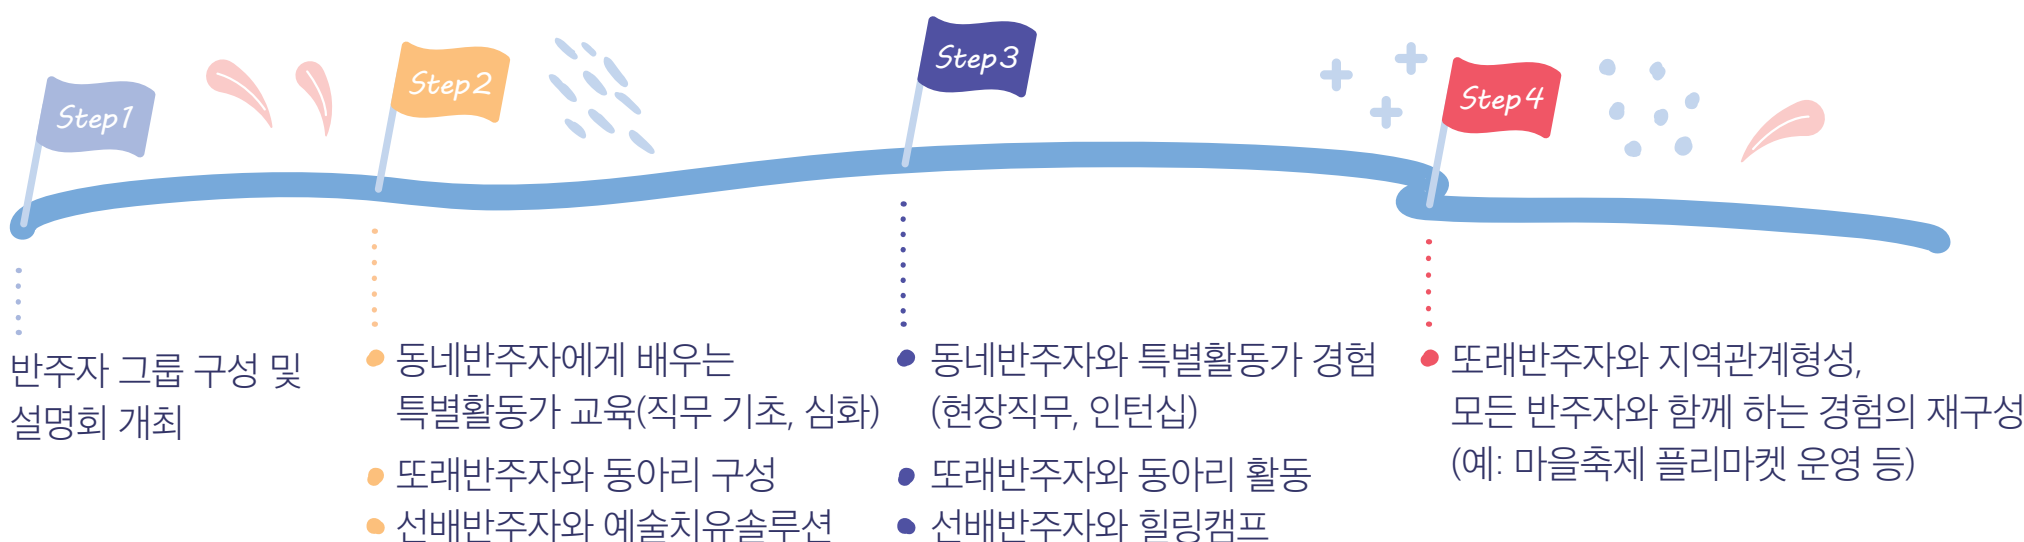 Step1
Step2
Step3
Step4
반주자 그룹 구성 및
설명회 개최
동네반주자에게 배우는
특별활동가 교육(직무 기초, 심화)
또래반주자와 동아리 구성
선배반주자와 예술치유솔루션
동네반주자와 특별활동가 경험
(현장직무, 인턴십)
또래반주자와 동아리 활동
선배반주자와 힐링캠프
또래반주자와 지역관계형성,
모든 반주자와 함께 하는 경험의 재구성
(예: 마을축제 플리마켓 운영 등)